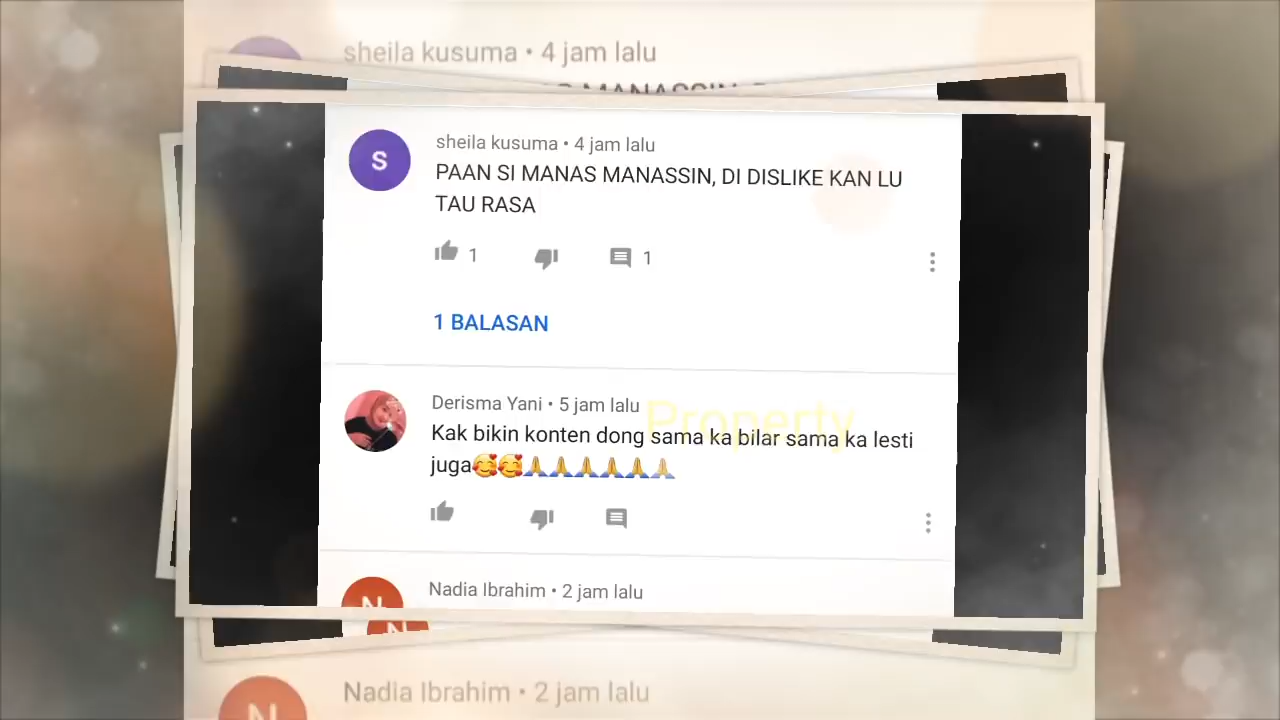 sheila kusuma • 4 jam lalu
S
sheila kusuma • 4 jam lalu
PAAN SI MANAS MANASSIN, DI DISLIKE KAN LU
TAU RASA
1
1
1 BALASAN
Derisma Yani • 5 jam lalu
Property
Kak bikin konten dong sama ka bilar sama ka lesti
juga🥰🥰🙏🙏🙏🙏🙏🙏
N
Nadia Ibrahim • 2 jam lalu
N
N
Nadia Ibrahim • 2 jam lalu